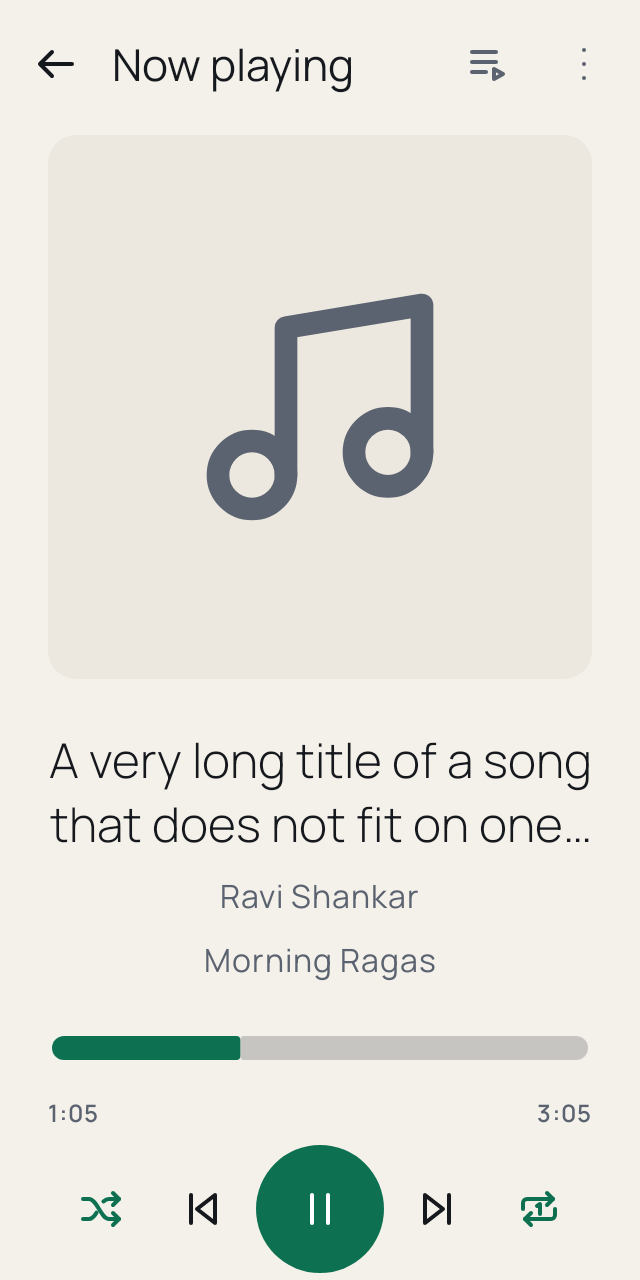 Now playing
A very long title of a song
that does not fit on one…
Ravi Shankar
Morning Ragas
1:05
3:05
1